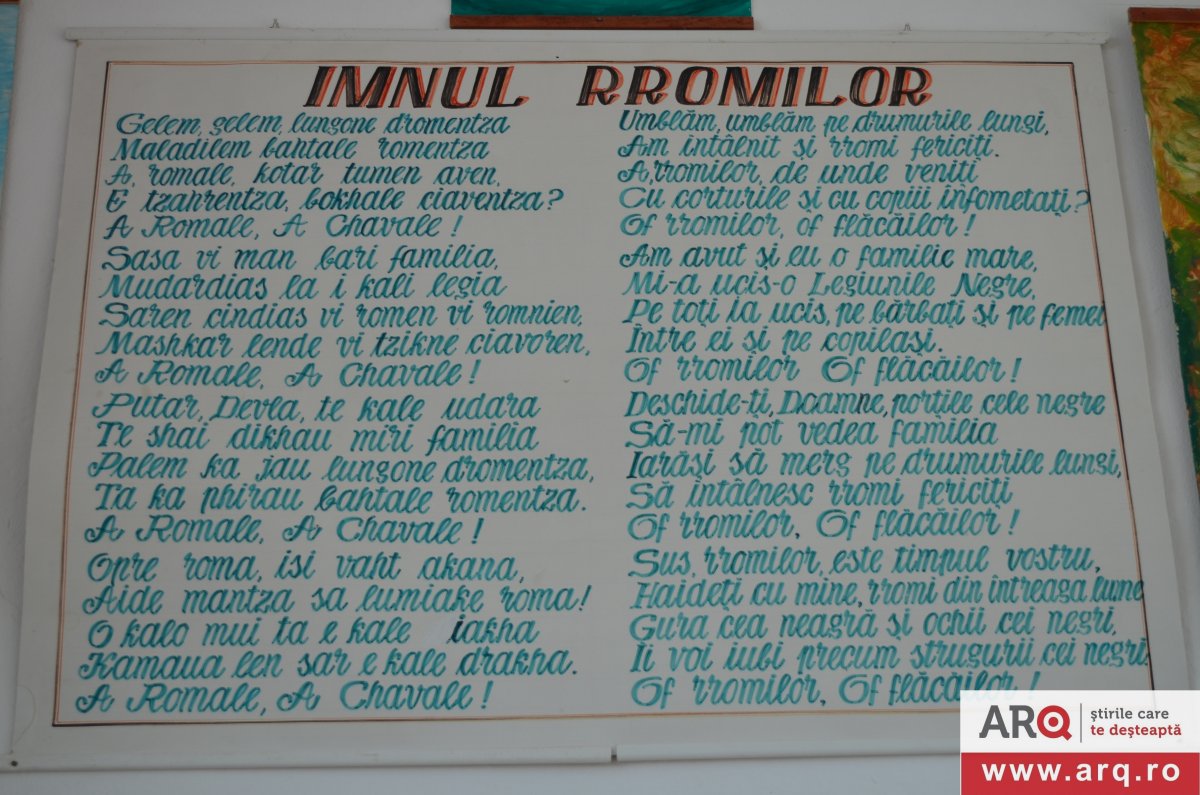 IMNUL RROMILOR
Gelem, gelem, lungone dromentza
Maladilem bahtale romentza
A, romale, kotar tumen aven,
E tzahrentza, bokhale ciaventza?
A Romale, A Chavale !
Sasa vi man bari familia,
Mudardias la i kali legia
Saren cindias vi romen vi romnien,
Mashkar lende vi tzikne ciavoren,
A Romale, A Chavale !
Putar, Devla, te kale udara
Te shai dikhau miri familia
Palem ka jau lungone dromentza,
Ta ka phirau bahtale romentza.
A Romale, A Chavale !
Opre roma, isi vaht akana,
Aide mantza sa lumiake roma!
O kalo mui ta e kale iakha
Kamaua len sar e kale drakha.
A Romale, A Chavale !
Umblăm, umblăm pe drumurile lungi,
Am întâlnit și rromi fericiți.
A, rromilor, de unde veniți
Cu corturile și cu copiii înfometați?
Of rromilor, of flăcăilor !
Am avut și eu o familie mare,
Mi-a ucis-o Legiunile Negre,
Pe toți ia ucis, pe bărbați și pe femei
Între ei și pe copilași.
Of rromilor Of flăcăilor !
Deschide-ți, Doamne, porțile cele negre
Să-mi pot vedea familia
Iarăși să merg pe drumurile lungi,
Să întâlnesc rromi fericiți
Of rromilor, Of flăcăilor !
Sus, rromilor, este timpul vostru,
Haideți cu mine, rromi din întreaga lume
Gura cea neagră și ochii cei negri,
Ii voi iubi precum strugurii cei negri.
Of rromilor, Of flăcăilor !
ARQ știrile care
te deșteaptă
www.arq.ro